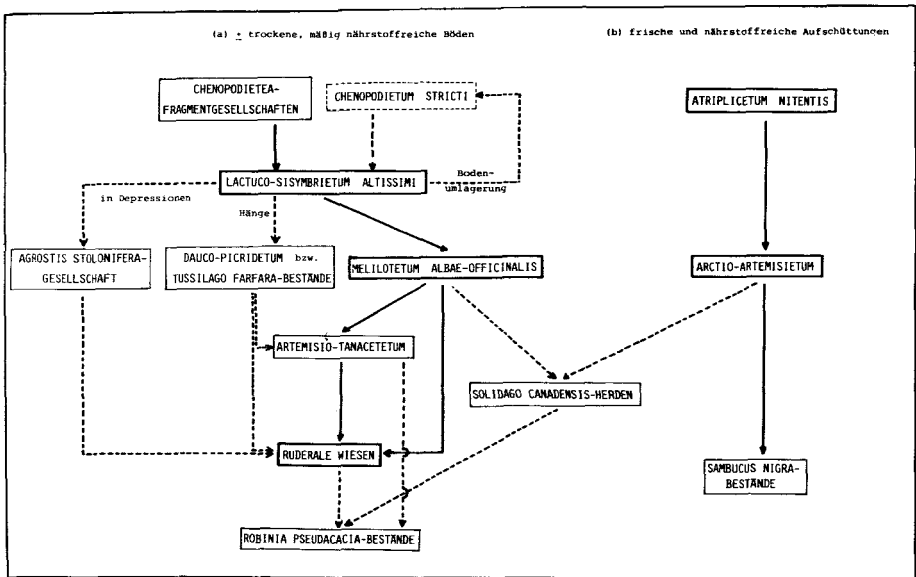 (a) ± trockene, mäßig nährstoffreiche Böden
(b) frische und nährstoffreiche Aufschüttungen
CHENOPODIETEA-
FRAGMENTGESELLSCHAFTEN
CHENOPODIETUM STRICTI
ATRIPLICETUM NITENTIS
LACTUCO-SISYMBRIETUM ALTISSIMI
Boden-
umlagerung
in Depressionen
Hänge
AGROSTIS STOLONIFERA-
GESELLSCHAFT
DAUCO-PICRIDETUM bzw.
TUSSILAGO FARFARA-BESTÄNDE
MELILOTETUM ALBAE-OFFICINALIS
ARCTIO-ARTEMISIETUM
ARTEMISIO-TANACETETUM
SOLIDAGO CANADENSIS-HERDEN
RUDERALE WIESEN
SAMBUCUS NIGRA-
BESTÄNDE
ROBINIA PSEUDACACIA-BESTÄNDE